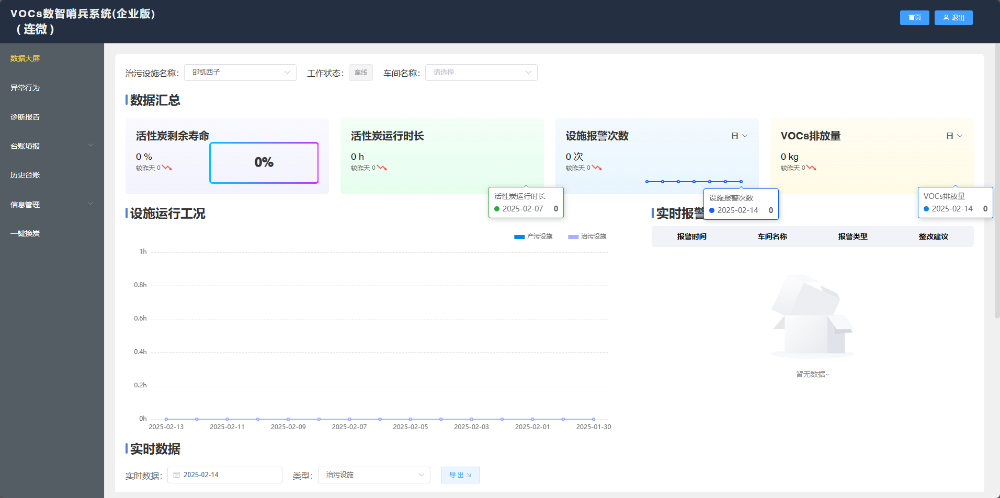 VOCs数智哨兵系统(企业版)
（连微）
首页
退出
数据大屏
异常行为
诊断报告
台账填报
历史台账
信息管理
一键换炭
治污设施名称: 邵凯西子 工作状态: 离线 车间名称: 请选择
数据汇总
活性炭剩余寿命
0 %
较昨天 0
0%
活性炭运行时长
0 h
较昨天 0
设施报警次数
日
0 次
较昨天 0
VOCs排放量
日
0 kg
较昨天 0
活性炭运行时长
2025-02-07 0
设施报警次数
2025-02-14 0
VOCs排放量
2025-02-14 0
设施运行工况
产污设施 治污设施
1h
0.8h
0.6h
0.4h
0.2h
0h
2025-02-13 2025-02-11 2025-02-09 2025-02-07 2025-02-05 2025-02-03 2025-02-01 2025-01-30
实时报警
报警时间 车间名称 报警类型 整改建议
暂无数据~
实时数据
实时数据: 2025-02-14 类型: 治污设施 导出